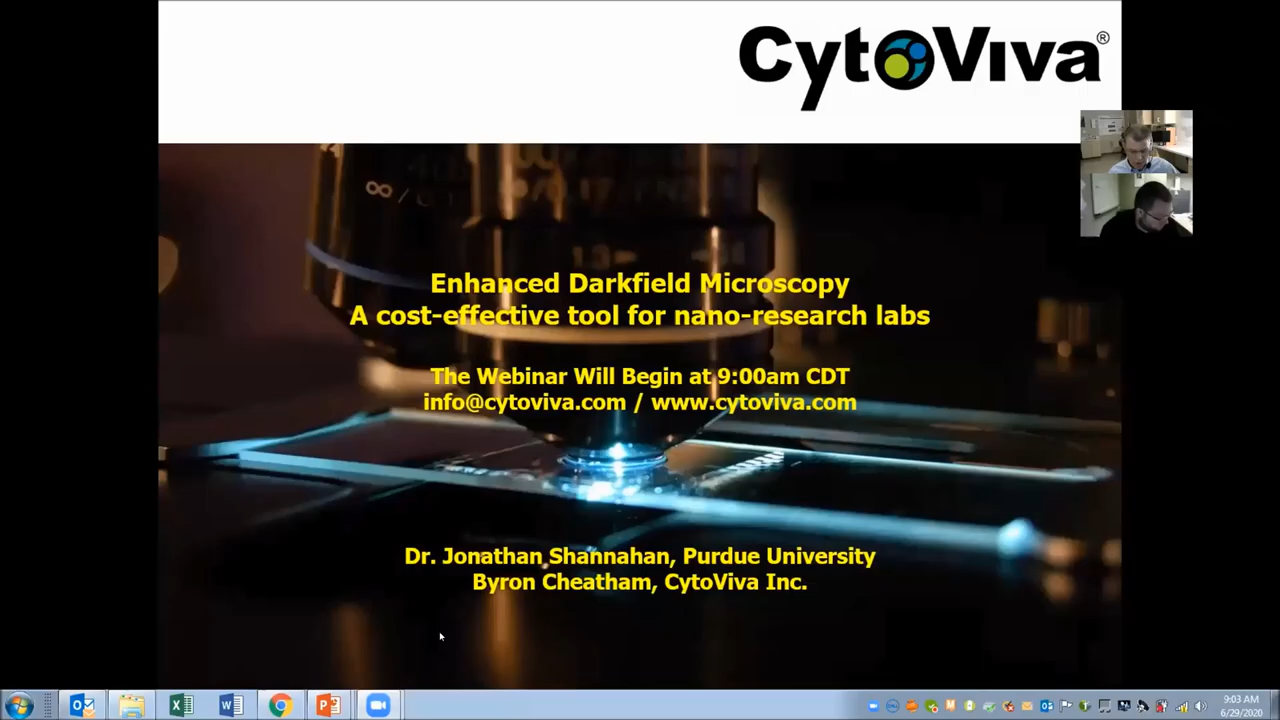 CytoViva®
∞/0.17
Enhanced Darkfield Microscopy
A cost-effective tool for nano-research labs
The Webinar Will Begin at 9:00am CDT
info@cytoviva.com / www.cytoviva.com
Dr. Jonathan Shannahan, Purdue University
Byron Cheatham, CytoViva Inc.
9:03 AM
6/29/2020